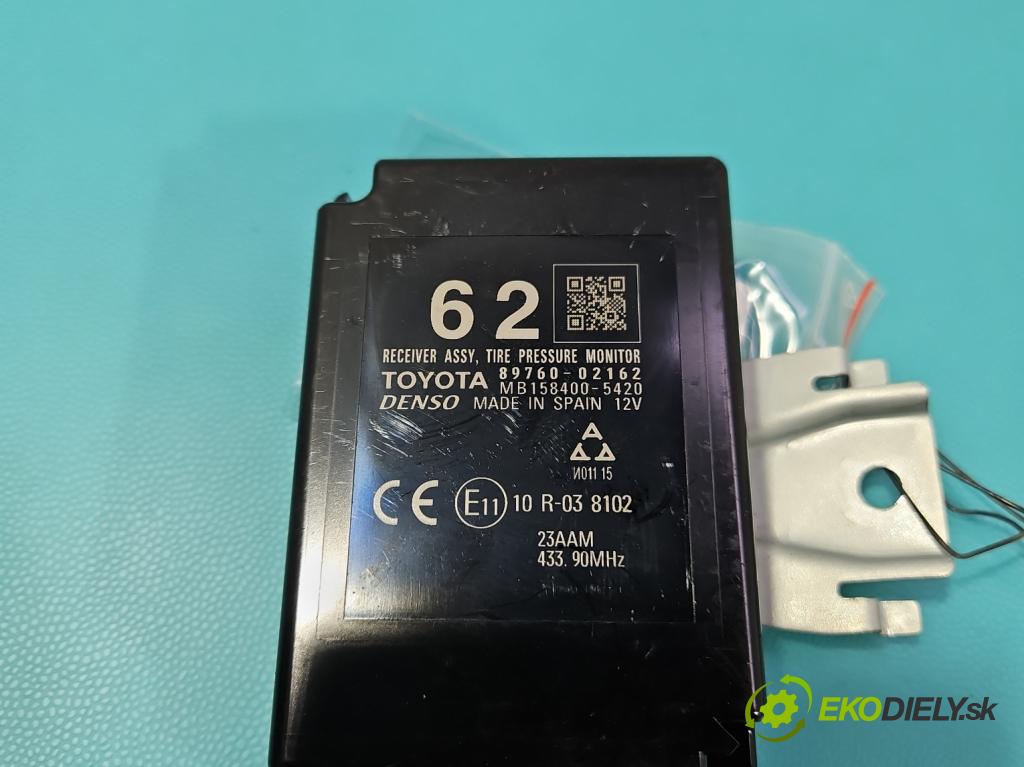 62
RECEIVER ASSY, TIRE PRESSURE MONITOR
TOYOTA 89760-02162
MB158400-5420
DENSO MADE IN SPAIN 12V
A
И011 15
CE E11 10 R-03 8102
23AAM
433.90MHz
EKODIELY.sk